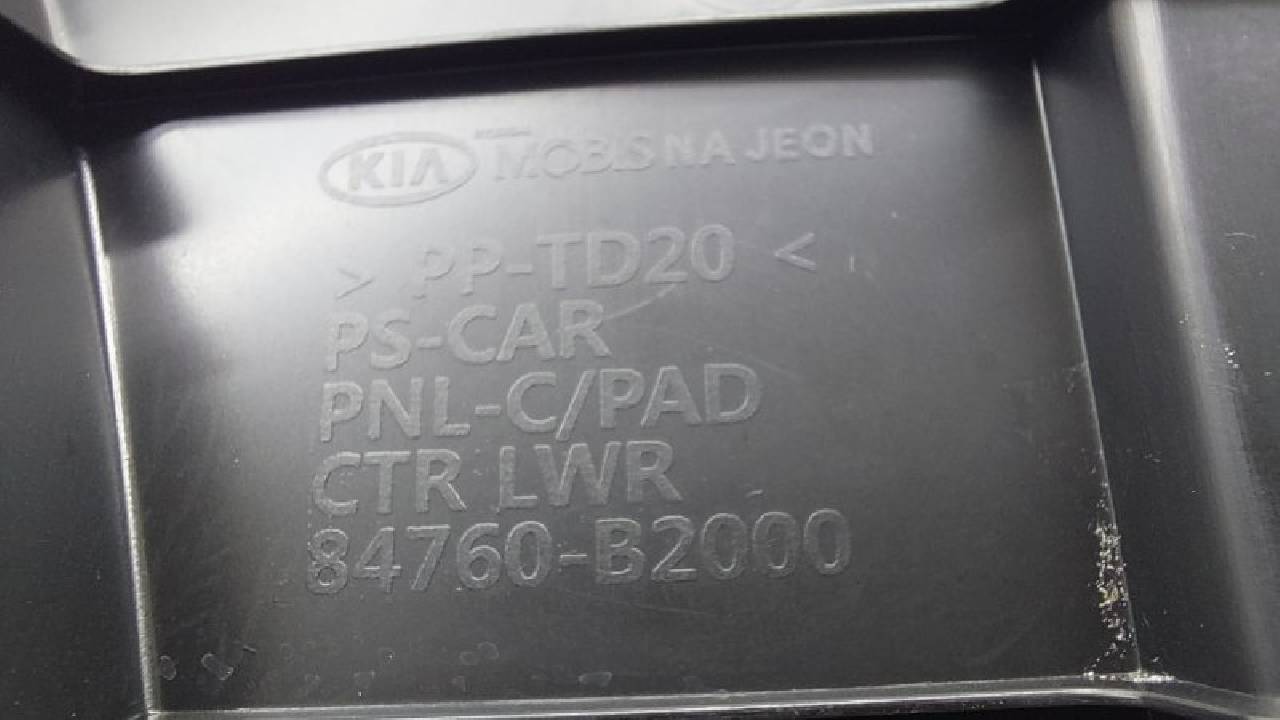 KIA MOBIS NA JEON
> PP-TD20 <
PS-CAR
PNL-C/PAD
CTR LWR
84760-B2000